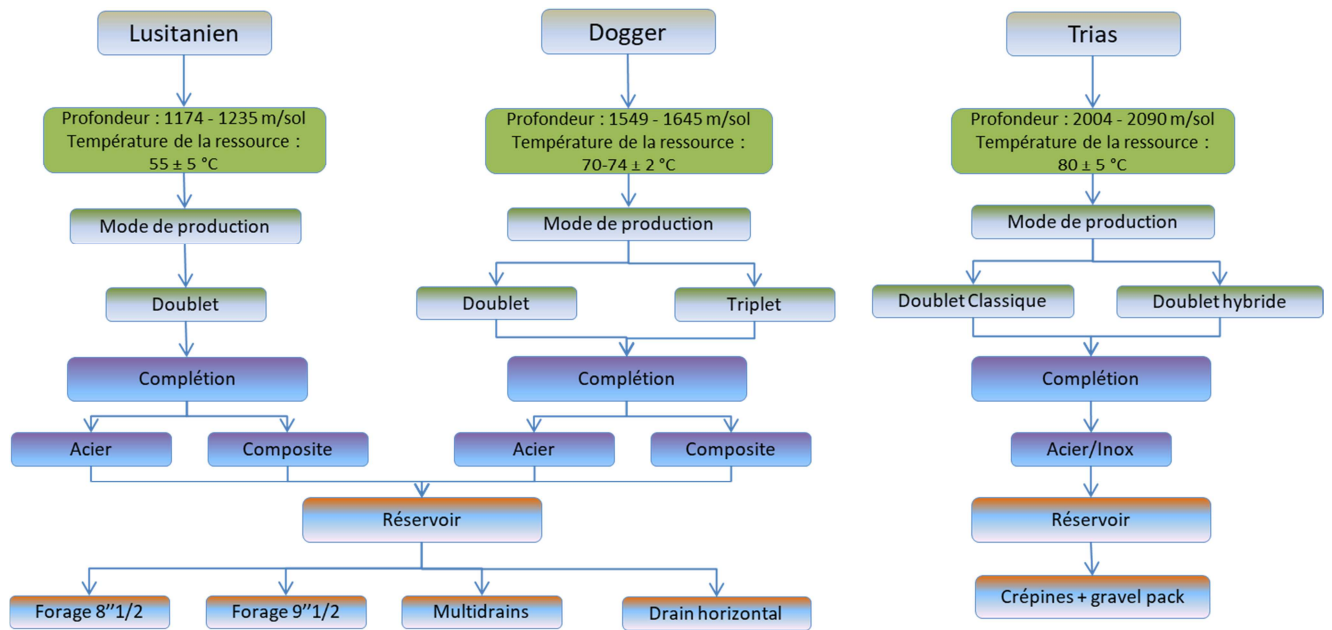 Lusitanien
Dogger
Trias
Profondeur : 1174 - 1235 m/sol
Température de la ressource :
55 ± 5 °C
Profondeur : 1549 - 1645 m/sol
Température de la ressource :
70-74 ± 2 °C
Profondeur : 2004 - 2090 m/sol
Température de la ressource :
80 ± 5 °C
Mode de production
Mode de production
Mode de production
Doublet
Doublet
Triplet
Doublet Classique
Doublet hybride
Complétion
Complétion
Complétion
Acier
Composite
Acier
Composite
Acier/Inox
Réservoir
Réservoir
Forage 8’’1/2
Forage 9’’1/2
Multidrains
Drain horizontal
Crépines + gravel pack